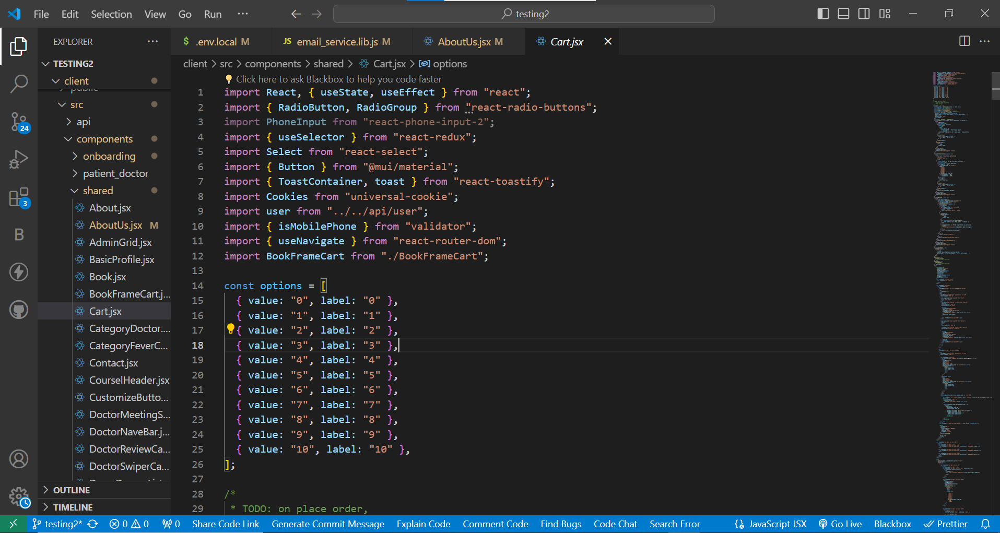 File Edit Selection View Go Run ···
testing2
EXPLORER ···
TESTING2
client
src
api
components
onboarding
patient_doctor
shared
About.jsx
AboutUs.jsx M
AdminGrid.jsx
BasicProfile.jsx
Book.jsx
BookFrameCart.j...
Cart.jsx
CategoryDoctor....
CategoryFeverC...
Contact.jsx
CourselHeader.jsx
CustomizeButto...
DoctorMeetingS...
DoctorNaveBar.j...
DoctorReviewCa...
DoctorSwiperCa...
OUTLINE
TIMELINE
24
3
B
$ .env.local M
JS email_service.lib.js M
AboutUs.jsx M
Cart.jsx
client > src > components > shared > Cart.jsx > options
Click here to ask Blackbox to help you code faster
1 import React, { useState, useEffect } from "react";
2 import { RadioButton, RadioGroup } from "react-radio-buttons";
3 import PhoneInput from "react-phone-input-2";
4 import { useSelector } from "react-redux";
5 import Select from "react-select";
6 import { Button } from "@mui/material";
7 import { ToastContainer, toast } from "react-toastify";
8 import Cookies from "universal-cookie";
9 import user from "../../api/user";
10 import { isMobilePhone } from "validator";
11 import { useNavigate } from "react-router-dom";
12 import BookFrameCart from "./BookFrameCart";
13
14 const options = [
15 { value: "0", label: "0" },
16 { value: "1", label: "1" },
17 { value: "2", label: "2" },
18 { value: "3", label: "3" },
19 { value: "4", label: "4" },
20 { value: "5", label: "5" },
21 { value: "6", label: "6" },
22 { value: "7", label: "7" },
23 { value: "8", label: "8" },
24 { value: "9", label: "9" },
25 { value: "10", label: "10" },
26 ];
27
28 /*
29 * TODO: on place order,
testing2* 0 0 0 Share Code Link Generate Commit Message Explain Code Comment Code Find Bugs Code Chat Search Error JavaScript JSX Go Live Blackbox Prettier